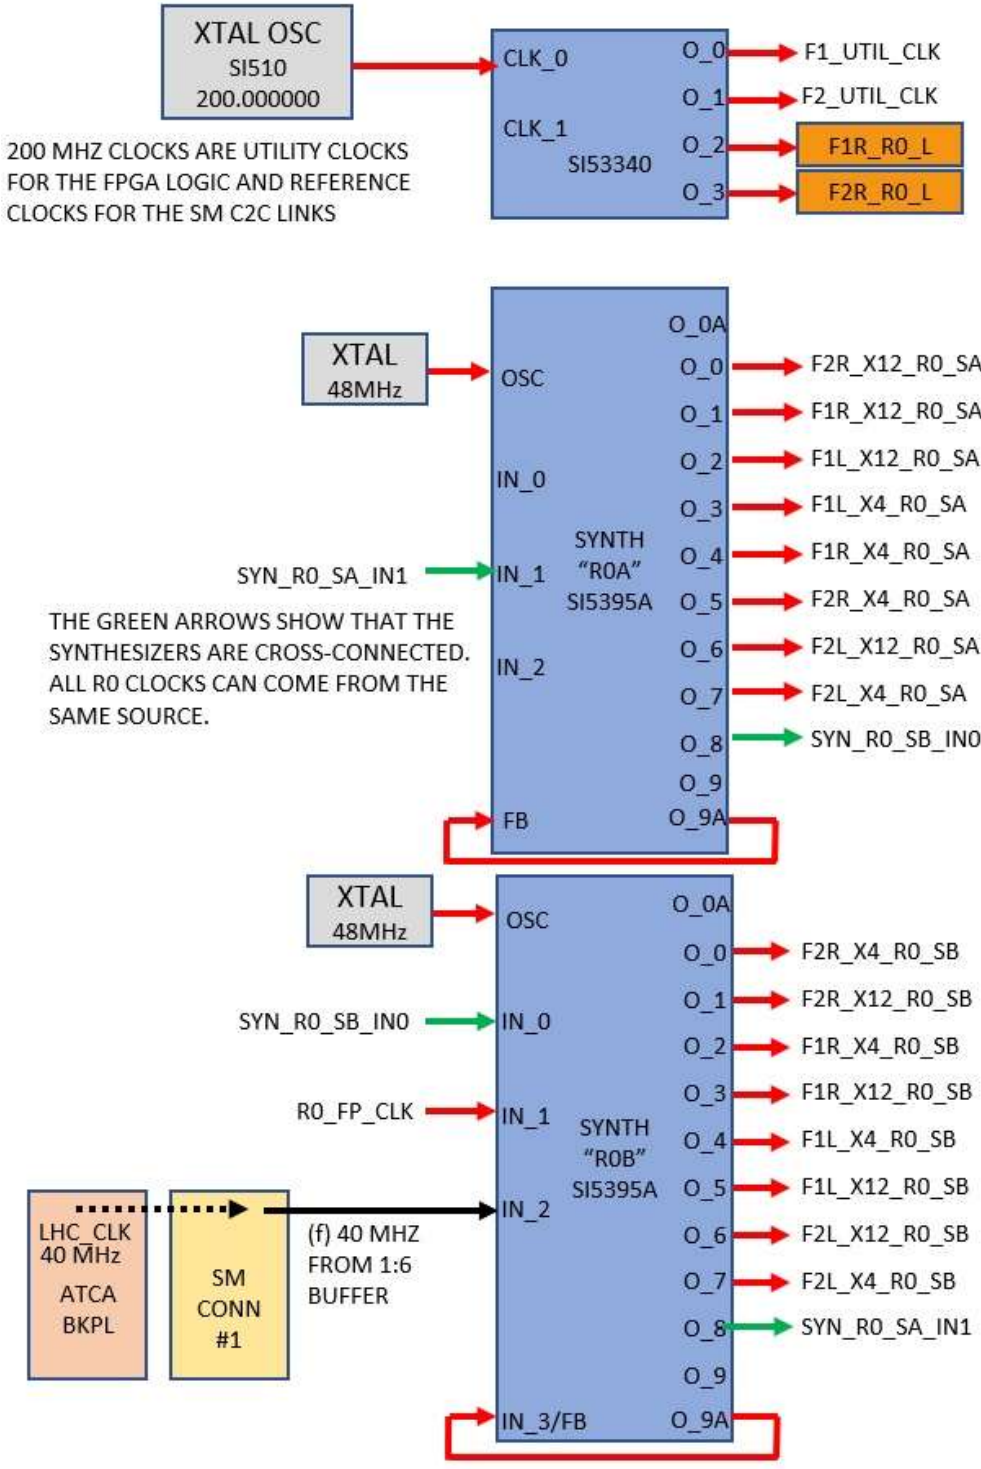 XTAL OSC
SI510
200.000000
CLK_0
CLK_1
SI53340
O_0
O_1
O_2
O_3
F1_UTIL_CLK
F2_UTIL_CLK
F1R_R0_L
F2R_R0_L
200 MHZ CLOCKS ARE UTILITY CLOCKS
FOR THE FPGA LOGIC AND REFERENCE
CLOCKS FOR THE SM C2C LINKS
XTAL
48MHz
OSC
IN_0
IN_1
IN_2
FB
SYNTH
“R0A”
SI5395A
O_0A
O_0
O_1
O_2
O_3
O_4
O_5
O_6
O_7
O_8
O_9
O_9A
F2R_X12_R0_SA
F1R_X12_R0_SA
F1L_X12_R0_SA
F1L_X4_R0_SA
F1R_X4_R0_SA
F2R_X4_R0_SA
F2L_X12_R0_SA
F2L_X4_R0_SA
SYN_R0_SB_IN0
SYN_R0_SA_IN1
THE GREEN ARROWS SHOW THAT THE
SYNTHESIZERS ARE CROSS-CONNECTED.
ALL R0 CLOCKS CAN COME FROM THE
SAME SOURCE.
XTAL
48MHz
SYN_R0_SB_IN0
R0_FP_CLK
OSC
IN_0
IN_1
IN_2
IN_3/FB
SYNTH
“R0B”
SI5395A
O_0A
O_0
O_1
O_2
O_3
O_4
O_5
O_6
O_7
O_8
O_9
O_9A
F2R_X4_R0_SB
F2R_X12_R0_SB
F1R_X4_R0_SB
F1R_X12_R0_SB
F1L_X4_R0_SB
F1L_X12_R0_SB
F2L_X12_R0_SB
F2L_X4_R0_SB
SYN_R0_SA_IN1
LHC_CLK
40 MHz
ATCA
BKPL
SM
CONN
#1
(f) 40 MHZ
FROM 1:6
BUFFER